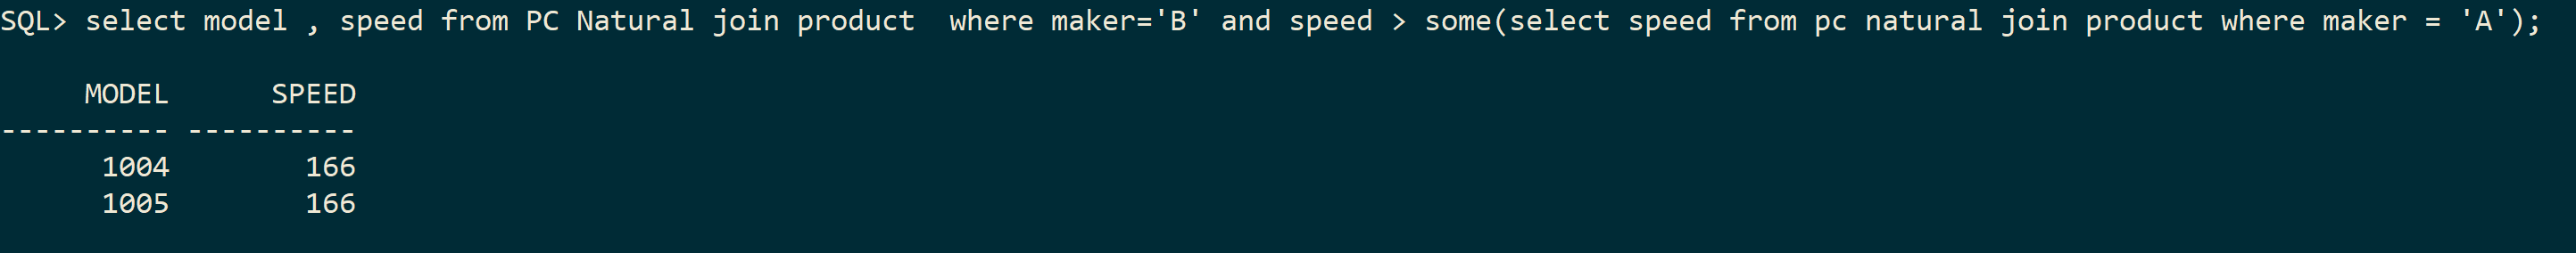 SQL> select model , speed from PC Natural join product  where maker='B' and speed > some(select speed from pc natural join product where maker = 'A');
     MODEL      SPEED
---------- ----------
      1004        166
      1005        166